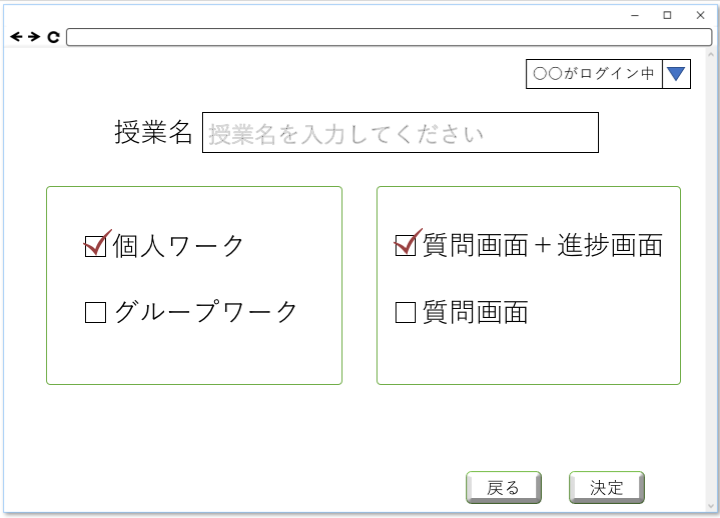 〇〇がログイン中
授業名 授業名を入力してください
個人ワーク
グループワーク
質問画面＋進捗画面
質問画面
戻る
決定